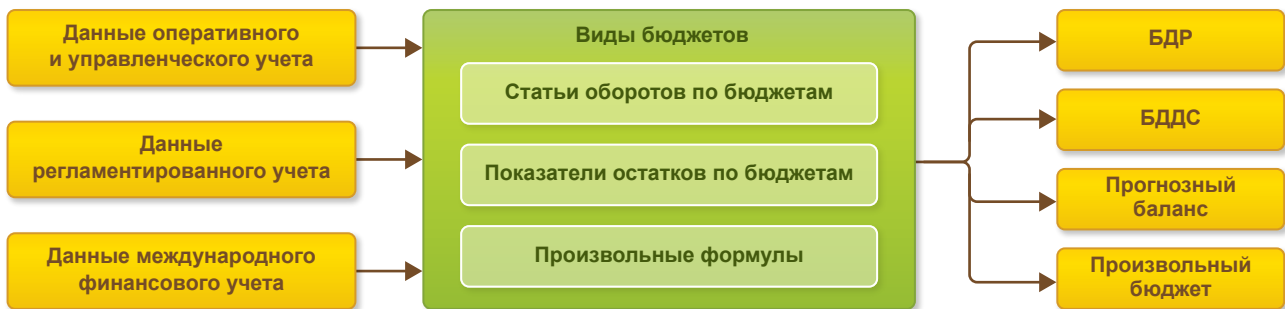 Данные оперативного
и управленческого учета
Данные
регламентированного учета
Данные международного
финансового учета
Виды бюджетов
Статьи оборотов по бюджетам
Показатели остатков по бюджетам
Произвольные формулы
БДР
БДДС
Прогнозный
баланс
Произвольный
бюджет